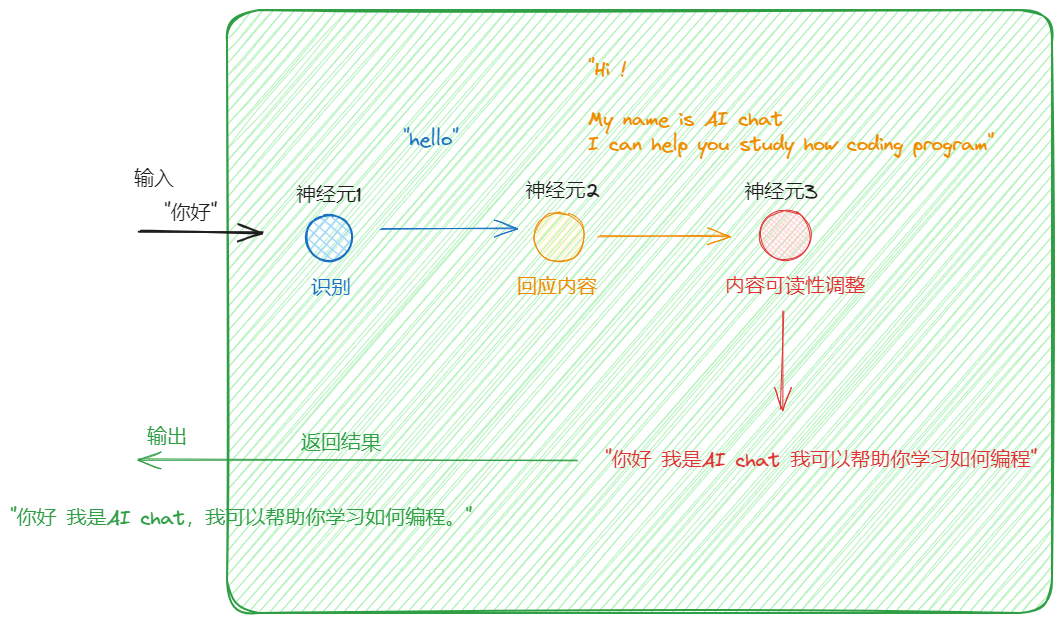 "Hi !
My name is AI chat
I can help you study how coding program"
"hello"
输入
"你好"
神经元1
神经元2
神经元3
识别
回应内容
内容可读性调整
输出
返回结果
"你好 我是AI chat 我可以帮助你学习如何编程"
"你好 我是AI chat，我可以帮助你学习如何编程。"